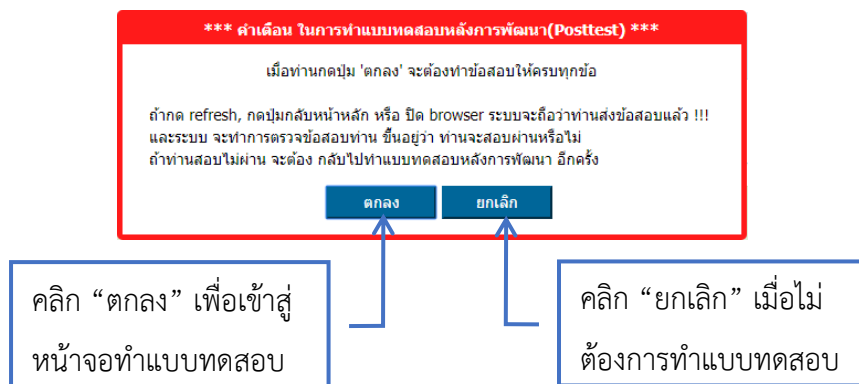 *** คำเตือน ในการทำแบบทดสอบหลังการพัฒนา(Posttest) ***
เมื่อท่านกดปุ่ม 'ตกลง' จะต้องทำข้อสอบให้ครบทุกข้อ
ถ้ากด refresh, กดปุ่มกลับหน้าหลัก หรือ ปิด browser ระบบจะถือว่าท่านส่งข้อสอบแล้ว !!!
และระบบ จะทำการตรวจข้อสอบท่าน ขึ้นอยู่ว่า ท่านจะสอบผ่านหรือไม่
ถ้าท่านสอบไม่ผ่าน จะต้อง กลับไปทำแบบทดสอบหลังการพัฒนา อีกครั้ง
ตกลง ยกเลิก
คลิก “ตกลง” เพื่อเข้าสู่
หน้าจอทำแบบทดสอบ
คลิก “ยกเลิก” เมื่อไม่
ต้องการทำแบบทดสอบ